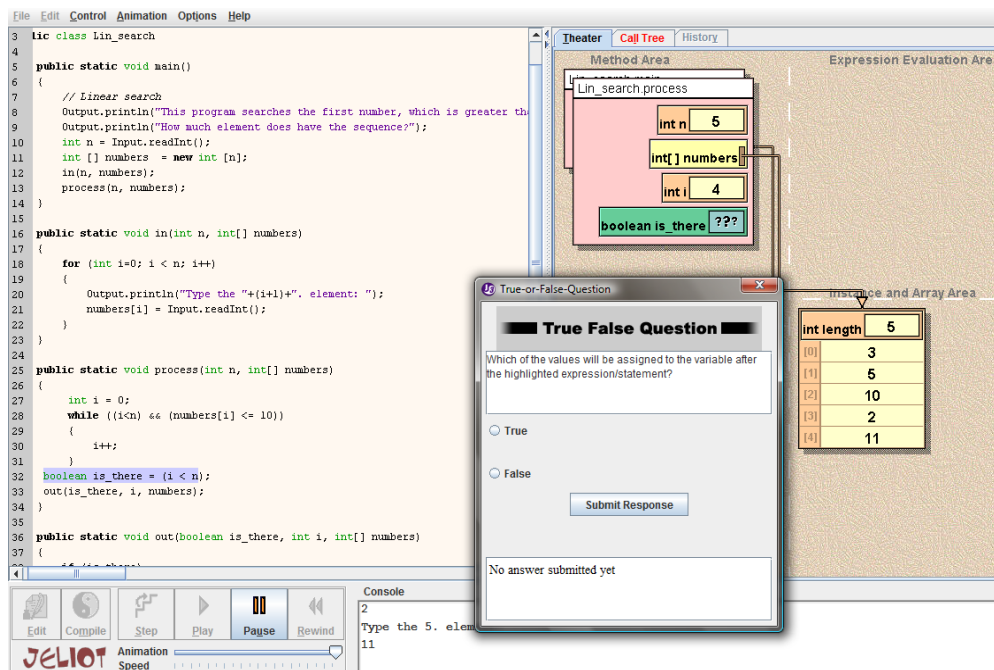 File Edit Control Animation Options Help
3 lic class Lin_search
4
5 public static void main()
6 {
7 // Linear search
8 Output.println("This program searches the first number, which is greater tha
9 Output.println("How much element does have the sequence?");
10 int n = Input.readInt();
11 int [] numbers = new int [n];
12 in(n, numbers);
13 process(n, numbers);
14 }
15
16 public static void in(int n, int[] numbers)
17 {
18 for (int i=0; i < n; i++)
19 {
20 Output.println("Type the "+(i+1)+". element: ");
21 numbers[i] = Input.readInt();
22 }
23 }
24
25 public static void process(int n, int[] numbers)
26 {
27 int i = 0;
28 while ((i<n) && (numbers[i] <= 10))
29 {
30 i++;
31 }
32 boolean is_there = (i < n);
33 out(is_there, i, numbers);
34 }
35
36 public static void out(boolean is_there, int i, int[] numbers)
37 {
Theater Call Tree History
Method Area
Expression Evaluation Are
Lin_search.process
int n 5
int[] numbers
int i 4
boolean is_there ???
Instance and Array Area
int length 5
[0] 3
[1] 5
[2] 10
[3] 2
[4] 11
True-or-False-Question
True False Question
Which of the values will be assigned to the variable after
the highlighted expression/statement?
True
False
Submit Response
No answer submitted yet
Edit Compile Step Play Pause Rewind
JELIOT
Animation
Speed
Console
2
Type the 5. elem
11